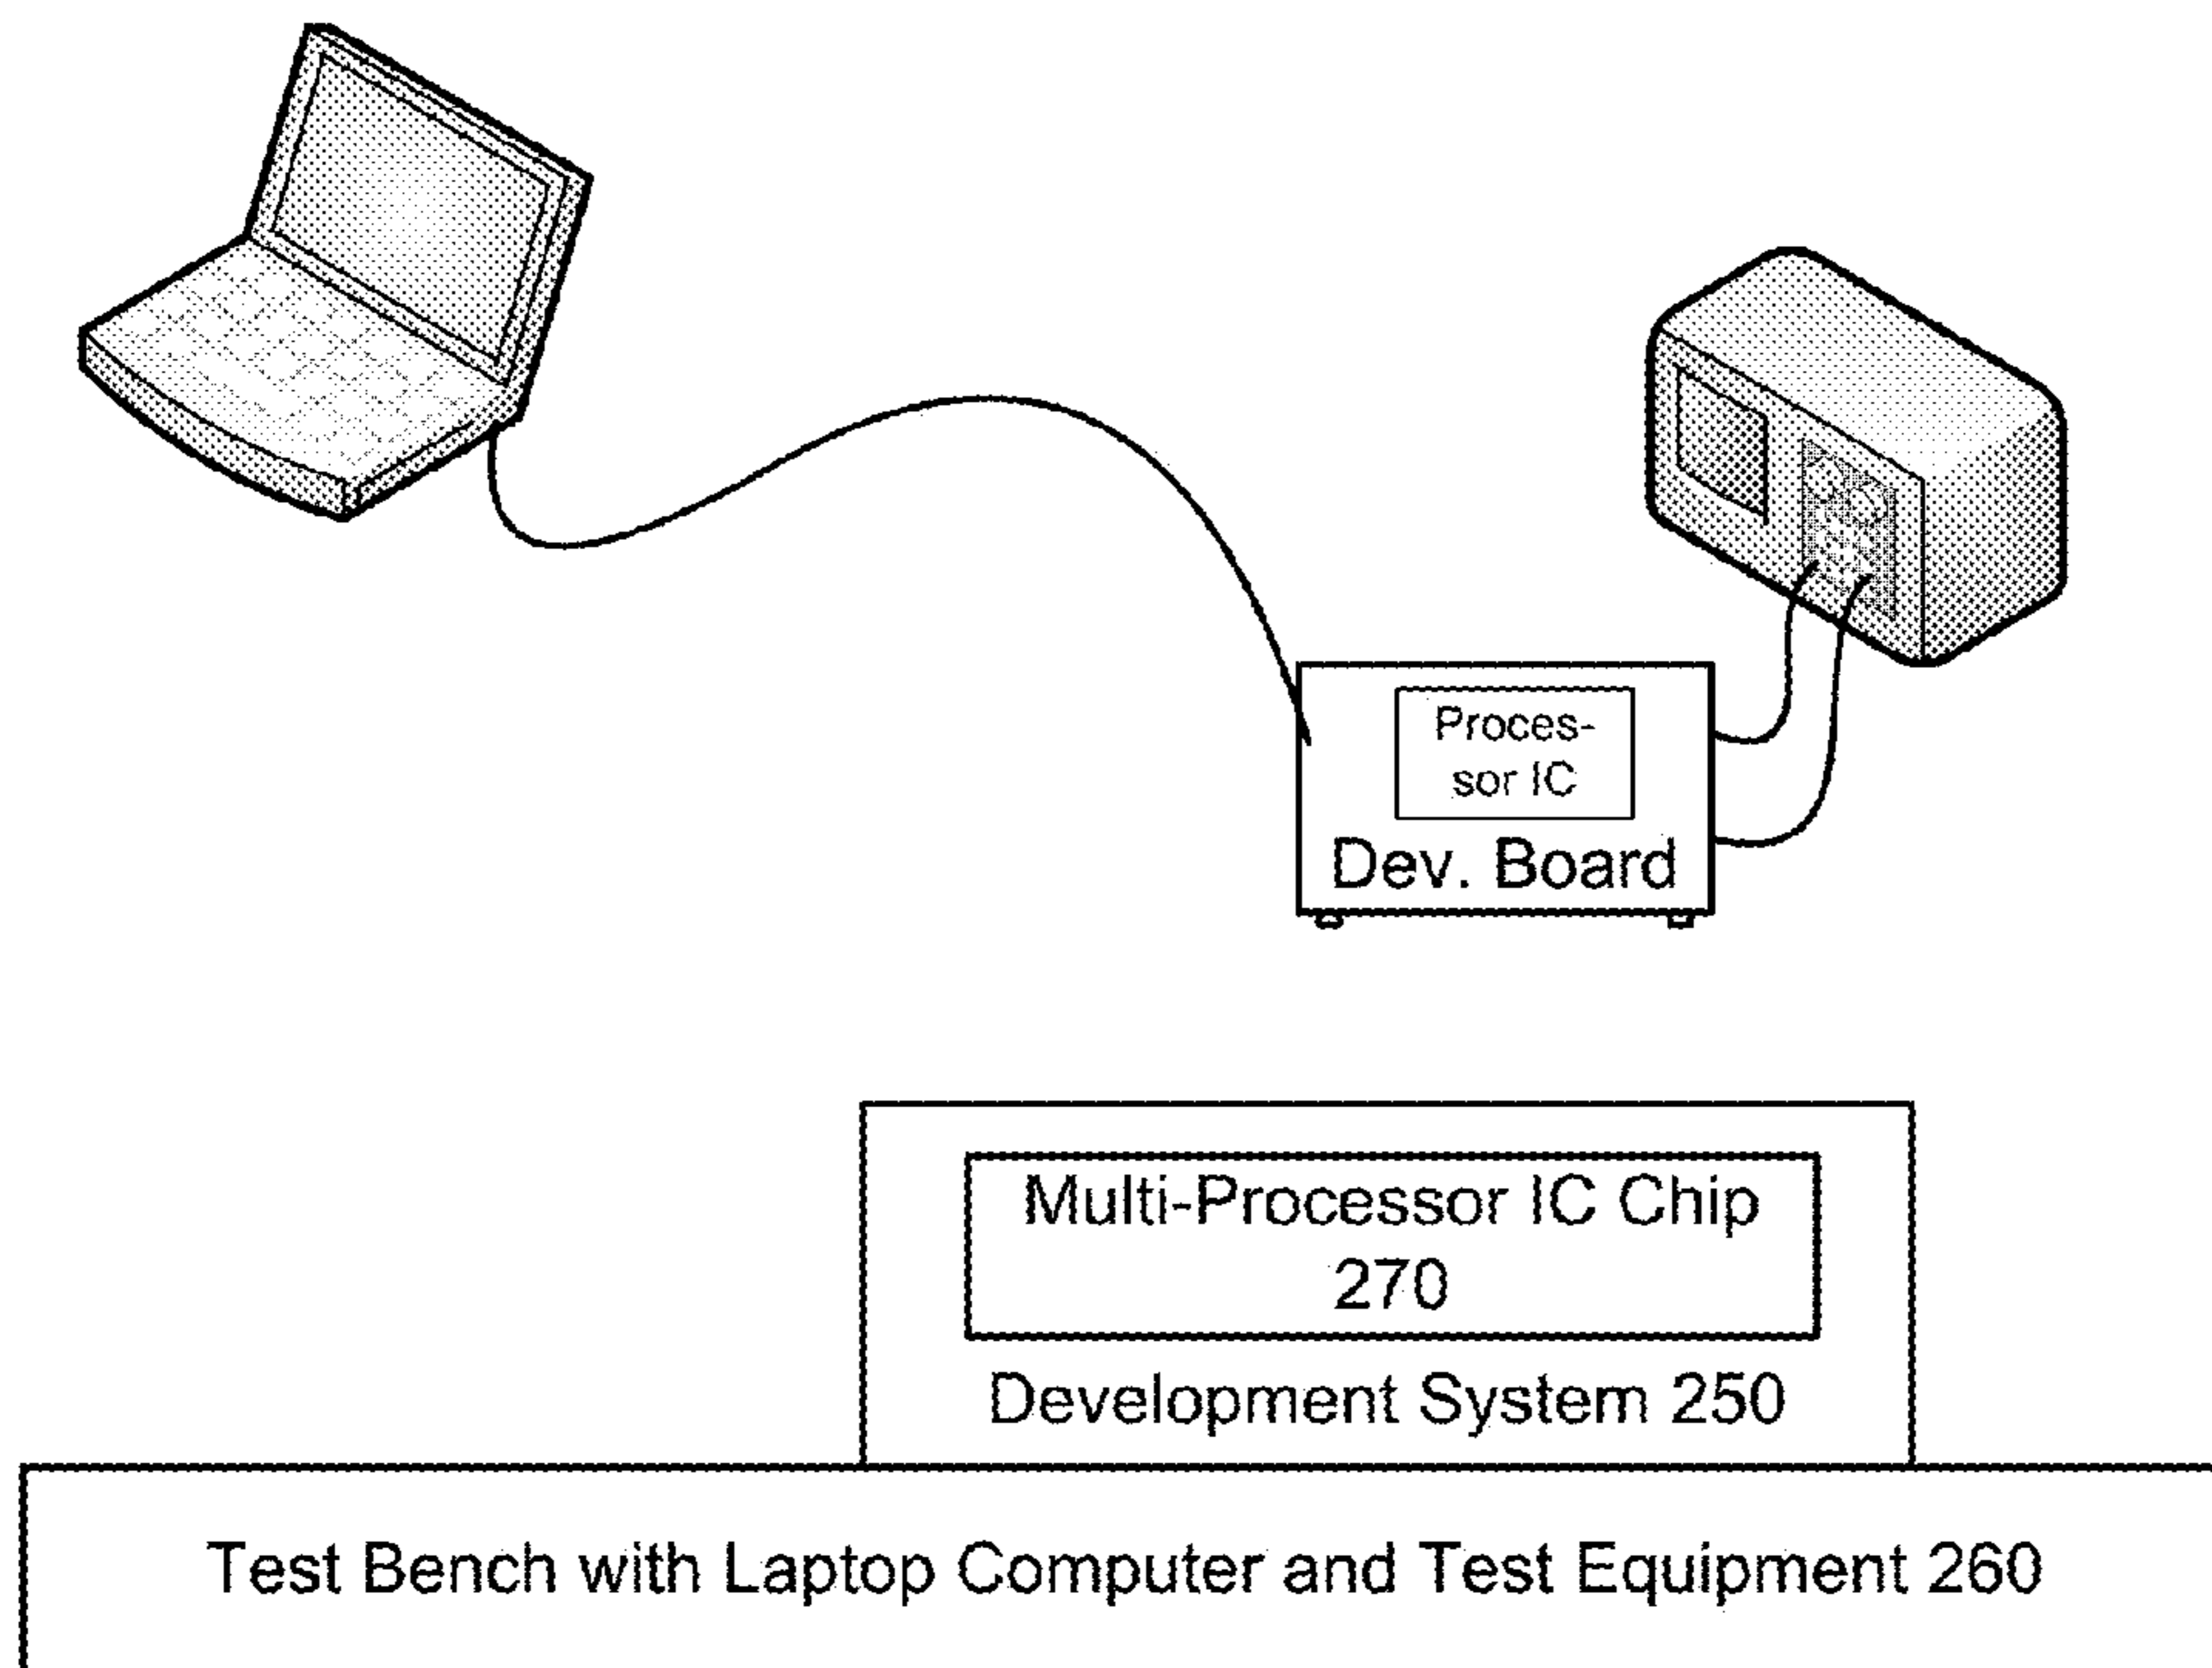 Proces-
sor IC
Dev. Board
Multi-Processor IC Chip
270
Development System 250
Test Bench with Laptop Computer and Test Equipment 260